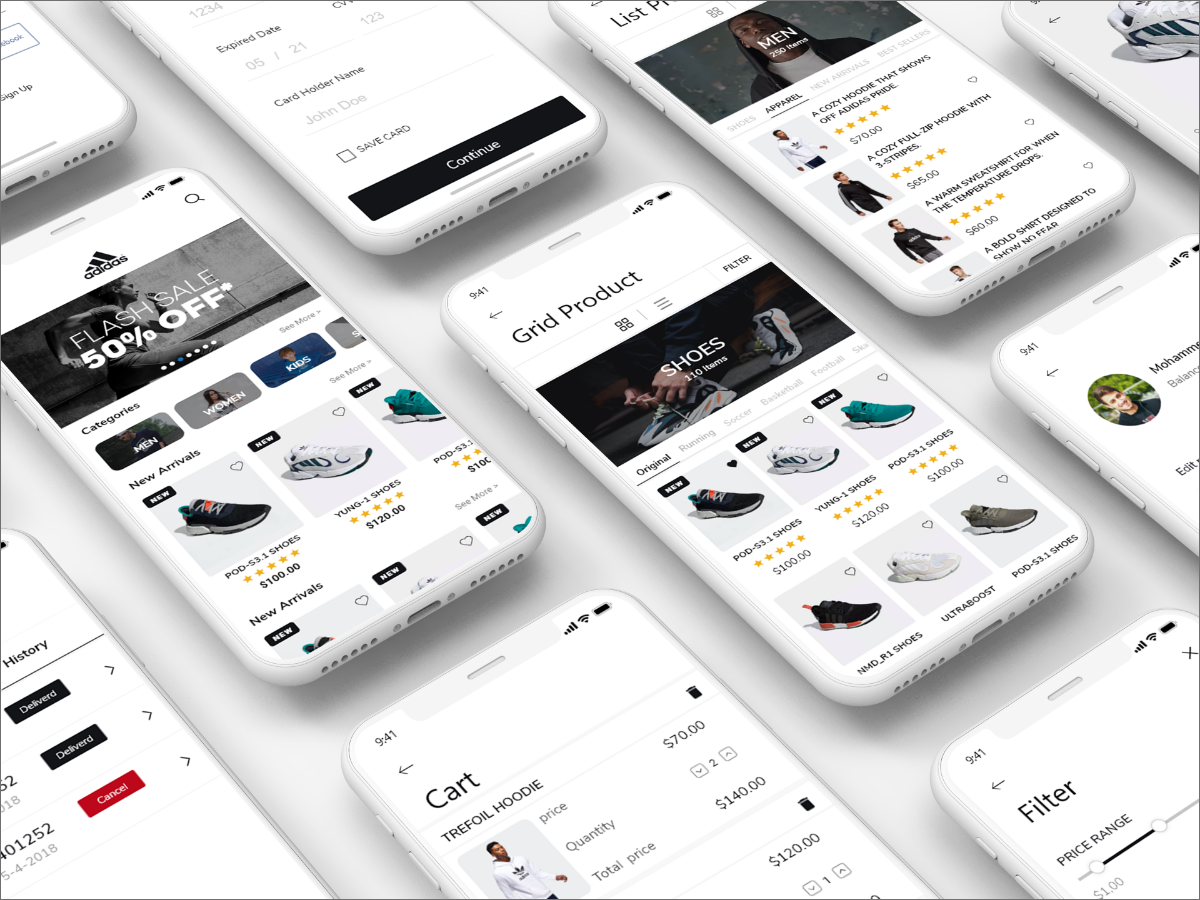 ebook
Sign Up
1234
CVV
123
Expired Date
05 / 21
Card Holder Name
John Doe
SAVE CARD
Continue
MEN
250 Items
SHOES
APPAREL
NEW ARRIVALS
BEST SELLERS
A COZY HOODIE THAT SHOWS
OFF ADIDAS PRIDE.
$70.00
A COZY FULL-ZIP HOODIE WITH
3-STRIPES.
$65.00
A WARM SWEATSHIRT FOR WHEN
THE TEMPERATURE DROPS.
$60.00
A BOLD SHIRT DESIGNED TO
SHOW NO FEAR
adidas
FLASH SALE
50% OFF*
See More >
Categories
MEN
WOMEN
KIDS
See More >
New Arrivals
NEW
POD-S3.1 SHOES
$100.00
NEW
YUNG-1 SHOES
$120.00
NEW
POD-S3.1
$100
See More >
New Arrivals
NEW
NEW
NEW
9:41
Grid Product
FILTER
SHOES
110 Items
Original
Running
Soccer
Basketball
Football
Ska
NEW
POD-S3.1 SHOES
$100.00
NEW
YUNG-1 SHOES
$120.00
NEW
POD-S3.1 SHOES
$100.00
NMD_R1 SHOES
ULTRABOOST
POD-S3.1 SHOES
9:41
Mohamme
Balanc
Edit
History
Deliverd
Deliverd
52
018
Cancel
401252
5-4-2018
9:41
Cart
TREFOIL HOODIE
price
$70.00
Quantity
2
Total price
$140.00
$120.00
1
adidas
9:41
Filter
PRICE RANGE
$1.00